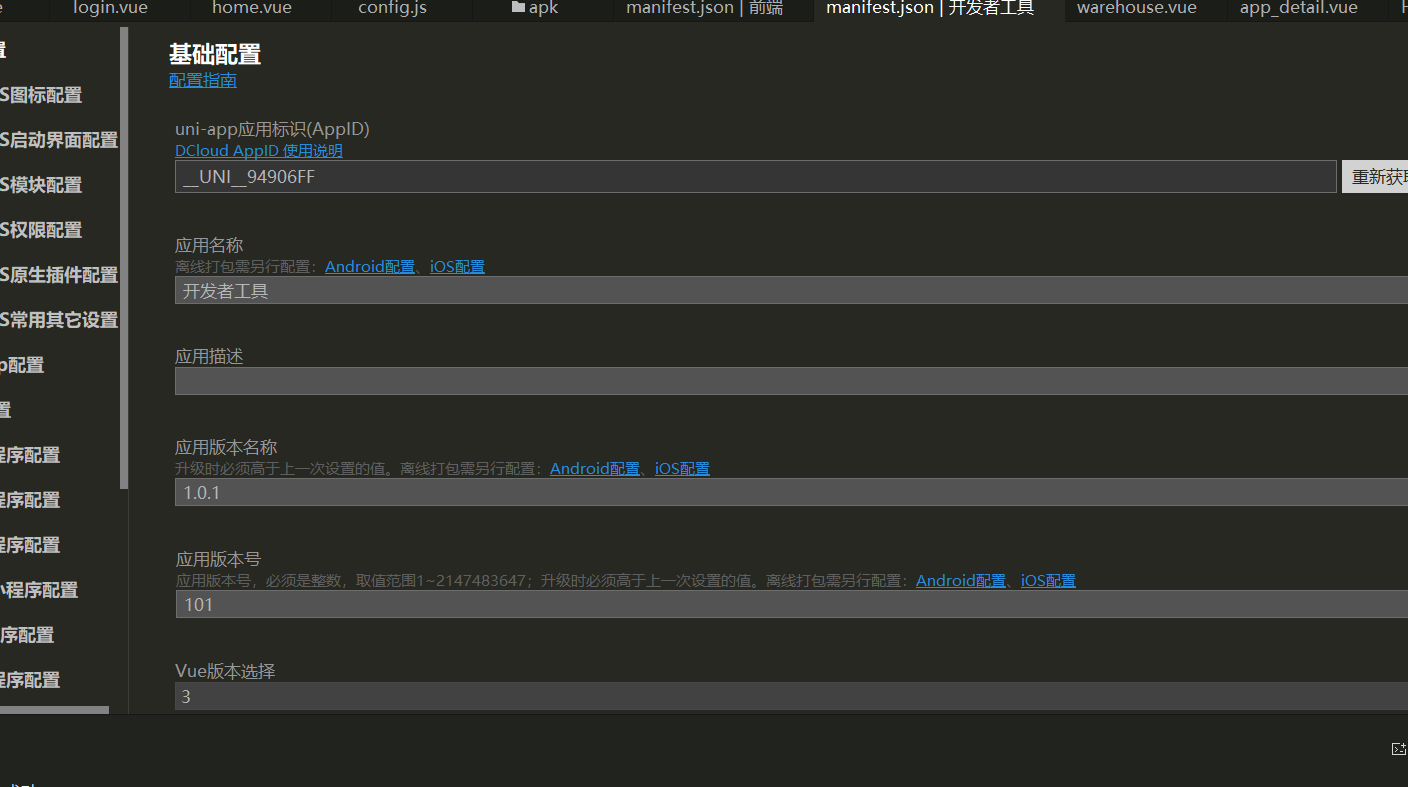 login.vue home.vue config.js apk manifest.json | 前端 manifest.json | 开发者工具 warehouse.vue app_detail.vue
置
S图标配置
S启动界面配置
S模块配置
S权限配置
S原生插件配置
S常用其它设置
p配置
置
程序配置
程序配置
程序配置
小程序配置
序配置
程序配置
基础配置
配置指南
uni-app应用标识(AppID)
DCloud AppID 使用说明
__UNI__94906FF
重新获取
应用名称
离线打包需另行配置：Android配置、iOS配置
开发者工具
应用描述
应用版本名称
升级时必须高于上一次设置的值。离线打包需另行配置：Android配置、iOS配置
1.0.1
应用版本号
应用版本号，必须是整数，取值范围1~2147483647；升级时必须高于上一次设置的值。离线打包需另行配置：Android配置、iOS配置
101
Vue版本选择
3